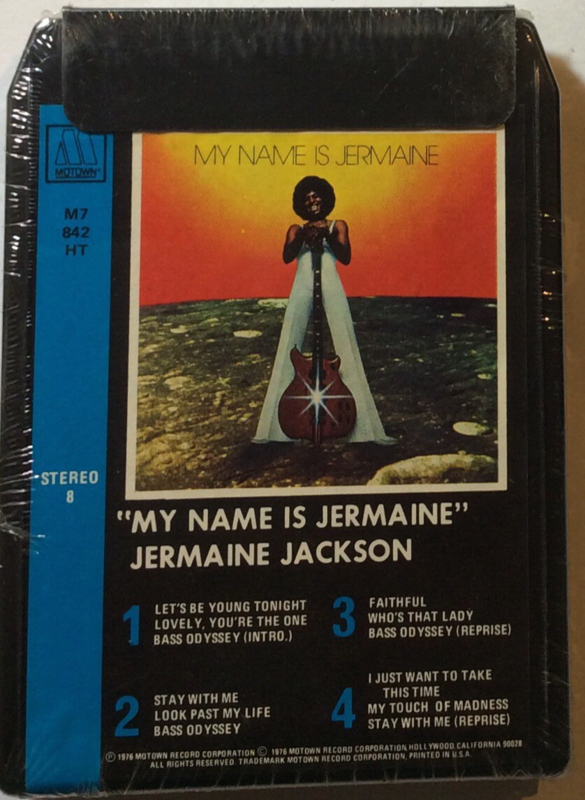 MOTOWN
M7
842
HT
MY NAME IS JERMAINE
STEREO
8
"MY NAME IS JERMAINE"
JERMAINE JACKSON
1
LET'S BE YOUNG TONIGHT
LOVELY, YOU'RE THE ONE
BASS ODYSSEY (INTRO.)
2
STAY WITH ME
LOOK PAST MY LIFE
BASS ODYSSEY
3
FAITHFUL
WHO'S THAT LADY
BASS ODYSSEY (REPRISE)
4
I JUST WANT TO TAKE
THIS TIME
MY TOUCH OF MADNESS
STAY WITH ME (REPRISE)
℗ 1976 MOTOWN RECORD CORPORATION © 1976 MOTOWN RECORD CORPORATION, HOLLYWOOD, CALIFORNIA 90028
ALL RIGHTS RESERVED. TRADEMARK MOTOWN RECORD CORPORATION, PRINTED IN U.S.A.